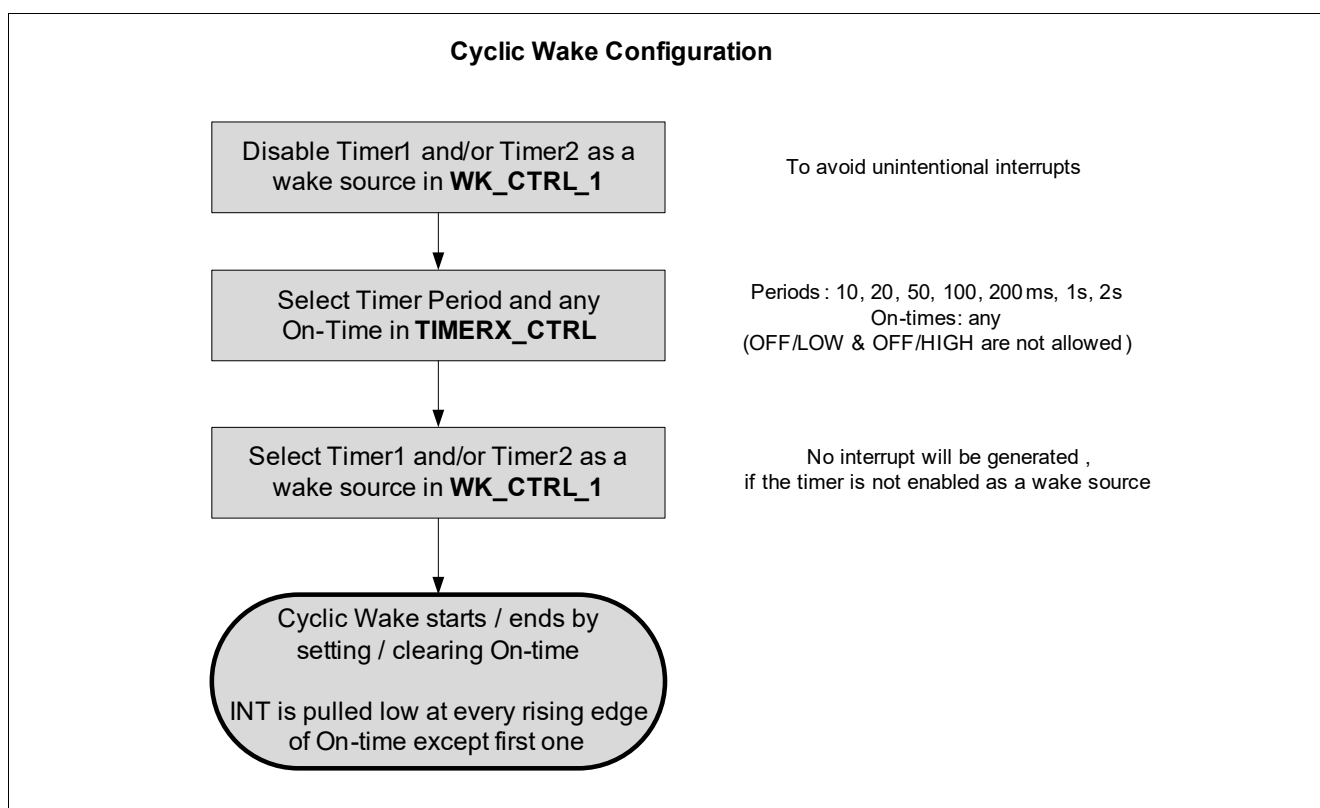 Cyclic Wake Configuration
Disable Timer1 and/or Timer2 as a
wake source in WK_CTRL_1
To avoid unintentional interrupts
Select Timer Period and any
On-Time in TIMERX_CTRL
Periods : 10, 20, 50, 100, 200 ms, 1s, 2s
On-times: any
(OFF/LOW & OFF/HIGH are not allowed )
Select Timer1 and/or Timer2 as a
wake source in WK_CTRL_1
No interrupt will be generated ,
if the timer is not enabled as a wake source
Cyclic Wake starts / ends by
setting / clearing On-time
INT is pulled low at every rising edge
of On-time except first one